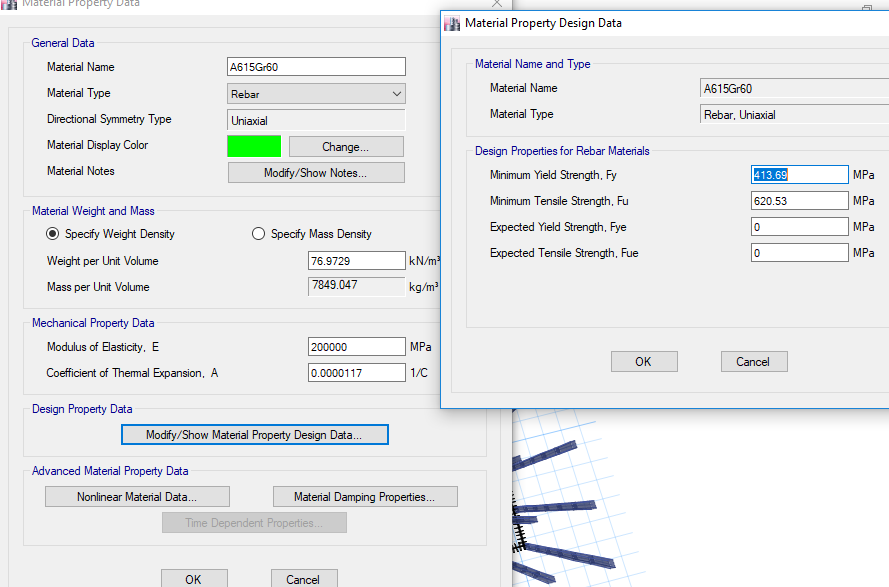 Material Property Data
General Data
Material Name A615Gr60
Material Type Rebar
Directional Symmetry Type Uniaxial
Material Display Color Change...
Material Notes Modify/Show Notes...
Material Weight and Mass
Specify Weight Density Specify Mass Density
Weight per Unit Volume 76.9729 kN/m³
Mass per Unit Volume 7849.047 kg/m³
Mechanical Property Data
Modulus of Elasticity, E 200000 MPa
Coefficient of Thermal Expansion, A 0.0000117 1/C
Design Property Data
Modify/Show Material Property Design Data...
Advanced Material Property Data
Nonlinear Material Data... Material Damping Properties...
Time Dependent Properties...
OK Cancel
Material Property Design Data
Material Name and Type
Material Name A615Gr60
Material Type Rebar, Uniaxial
Design Properties for Rebar Materials
Minimum Yield Strength, Fy 413.69 MPa
Minimum Tensile Strength, Fu 620.53 MPa
Expected Yield Strength, Fye 0 MPa
Expected Tensile Strength, Fue 0 MPa
OK Cancel